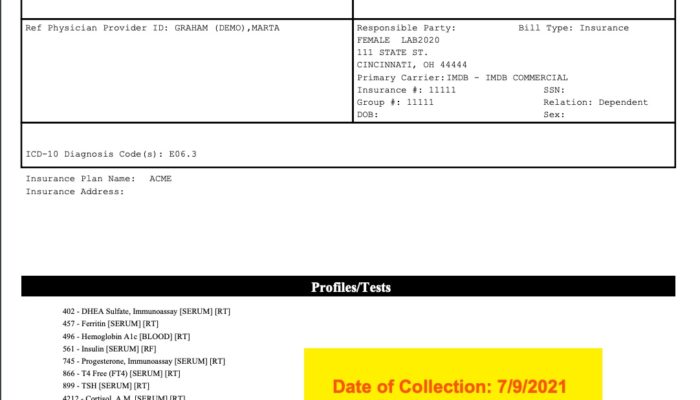 Ref Physician Provider ID: GRAHAM (DEMO),MARTA
Responsible Party: Bill Type: Insurance
FEMALE LAB2020
111 STATE ST.
CINCINNATI, OH 44444
Primary Carrier:IMDB - IMDB COMMERCIAL
Insurance #: 11111 SSN:
Group #: 11111 Relation: Dependent
DOB: Sex:
ICD-10 Diagnosis Code(s): E06.3
Insurance Plan Name: ACME
Insurance Address:
Profiles/Tests
402 - DHEA Sulfate, Immunoassay [SERUM] [RT]
457 - Ferritin [SERUM] [RT]
496 - Hemoglobin A1c [BLOOD] [RT]
561 - Insulin [SERUM] [RF]
745 - Progesterone, Immunoassay [SERUM] [RT]
866 - T4 Free (FT4) [SERUM] [RT]
899 - TSH [SERUM] [RT]
4212 - Cortisol, A.M. [SERUM] [RT]
Date of Collection: 7/9/2021